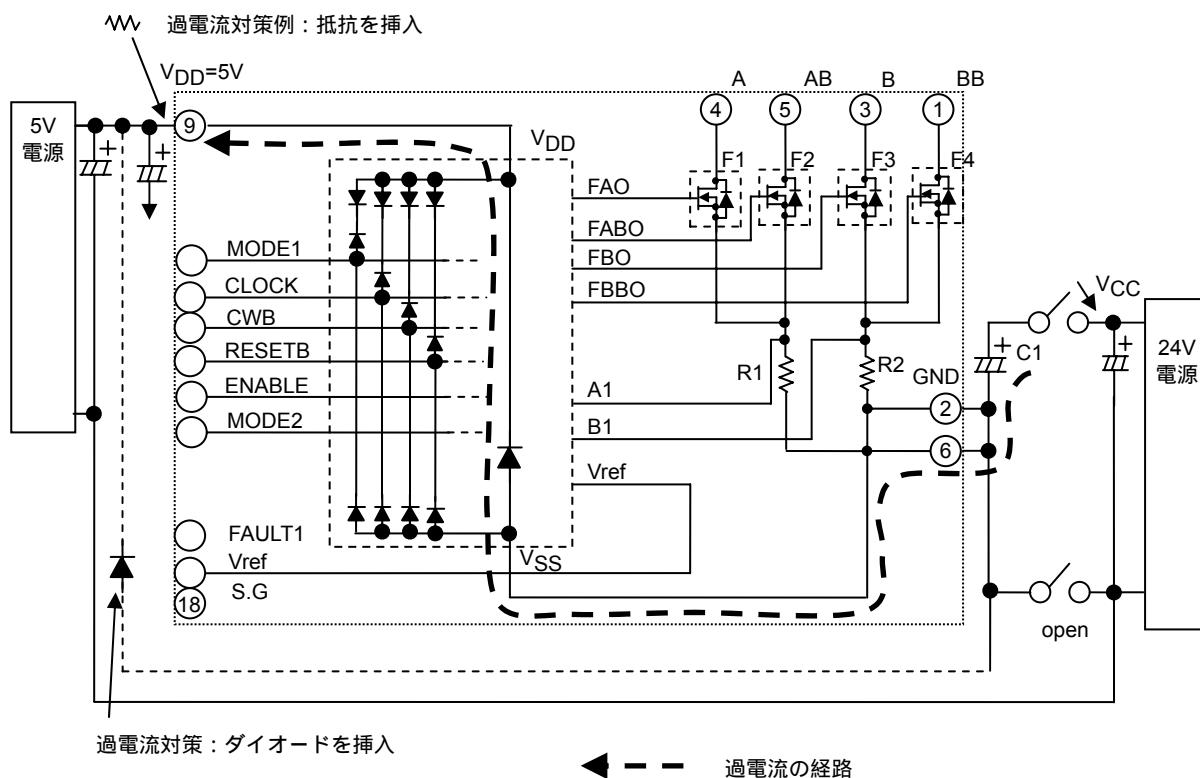 過電流対策例：抵抗を挿入
VDD=5V
A
AB
B
BB
4
5
3
1
5V
電源
9
VDD
F1
F2
F3
F4
FAO
FABO
FBO
FBBO
MODE1
CLOCK
CWB
RESETB
ENABLE
MODE2
VCC
C1
24V
電源
R1
R2
GND
2
6
A1
B1
Vref
FAULT1
Vref
S.G
18
VSS
open
過電流対策：ダイオードを挿入
過電流の経路